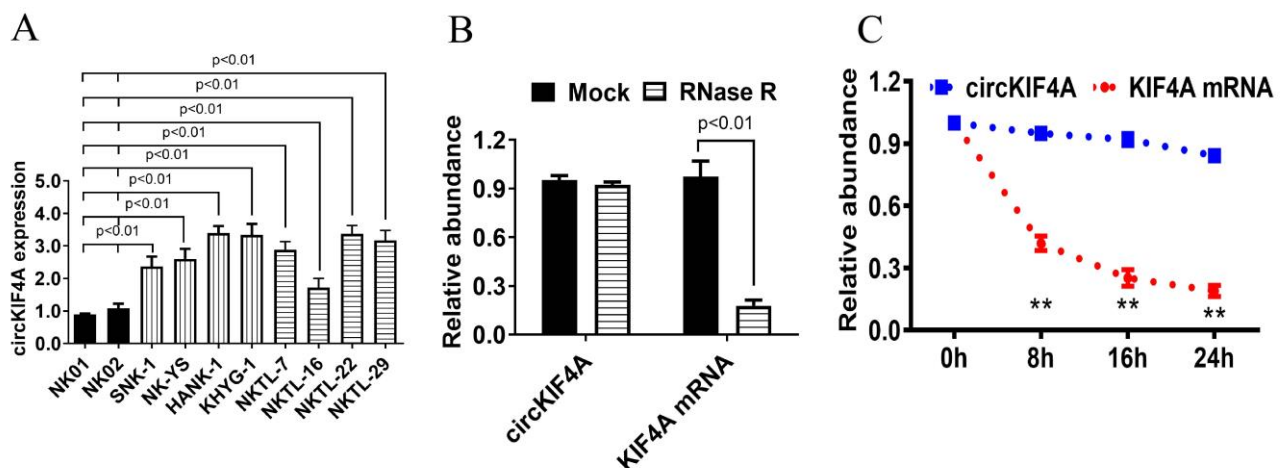 A
p<0.01
p<0.01
p<0.01
p<0.01
p<0.01
p<0.01
p<0.01
p<0.01
circKIF4A expression
5.0
4.0
3.0
2.0
1.0
0.0
NK01
NK02
SNK-1
NK-YS
HANK-1
KHYG-1
NKTL-7
NKTL-16
NKTL-22
NKTL-29
B
Mock
RNase R
p<0.01
Relative abundance
1.2
0.9
0.6
0.3
0.0
circKIF4A
KIF4A mRNA
C
circKIF4A
KIF4A mRNA
Relative abundance
1.2
0.9
0.6
0.3
0.0
**
**
**
0h
8h
16h
24h